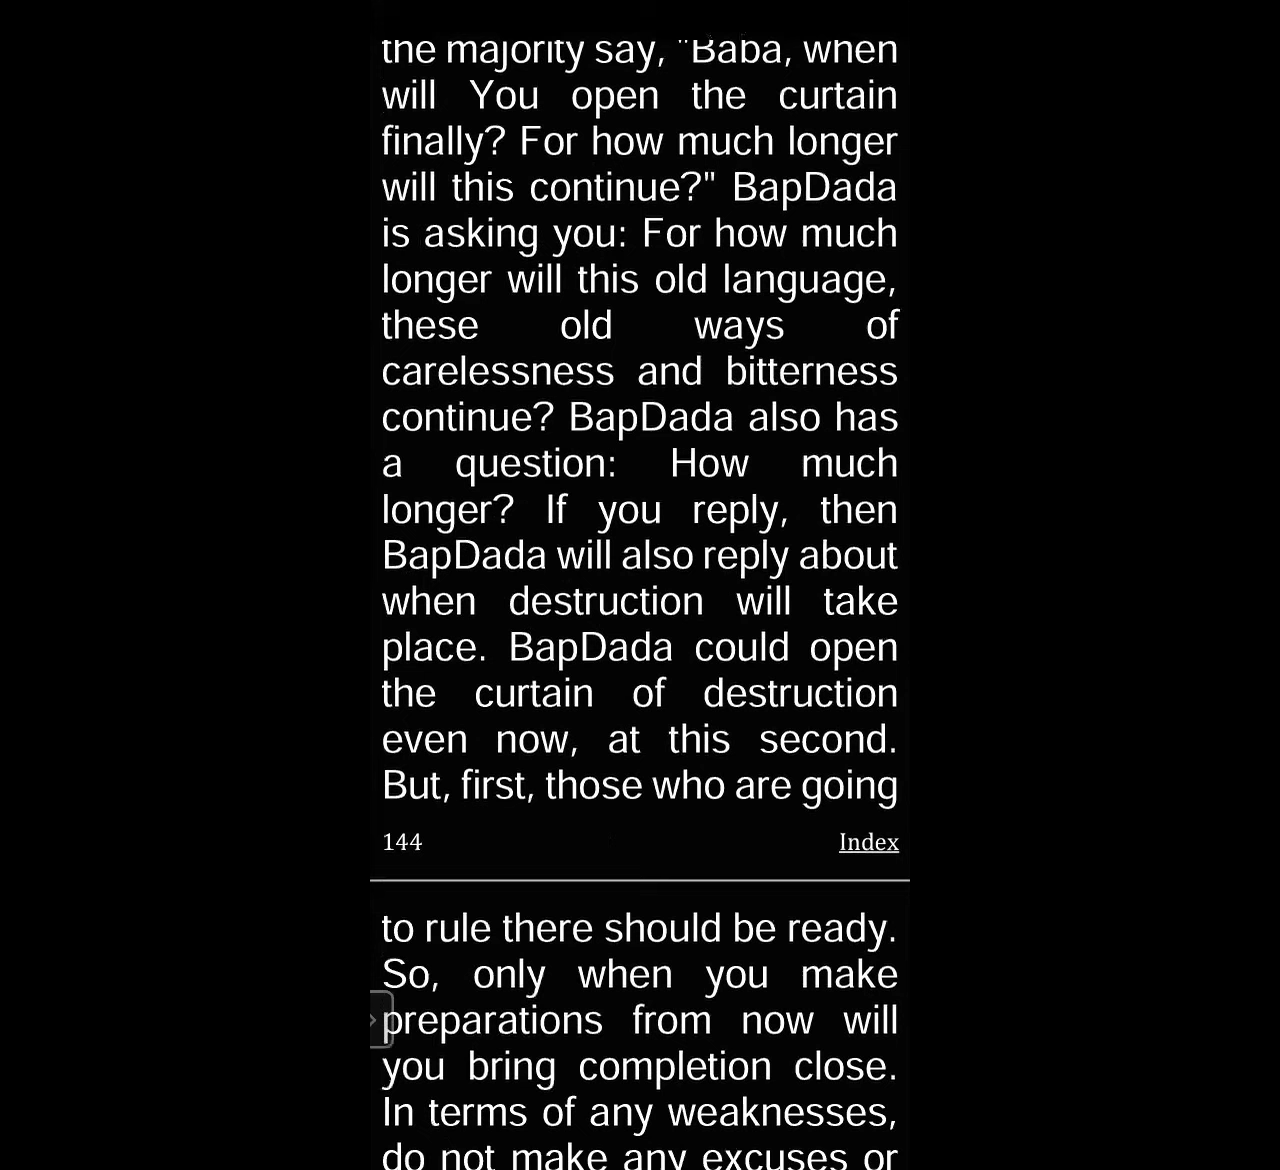 the majority say, "Baba, when
will You open the curtain
finally? For how much longer
will this continue?" BapDada
is asking you: For how much
longer will this old language,
these old ways of
carelessness and bitterness
continue? BapDada also has
a question: How much
longer? If you reply, then
BapDada will also reply about
when destruction will take
place. BapDada could open
the curtain of destruction
even now, at this second.
But, first, those who are going
144 Index
to rule there should be ready.
So, only when you make
preparations from now will
you bring completion close.
In terms of any weaknesses,
do not make any excuses or